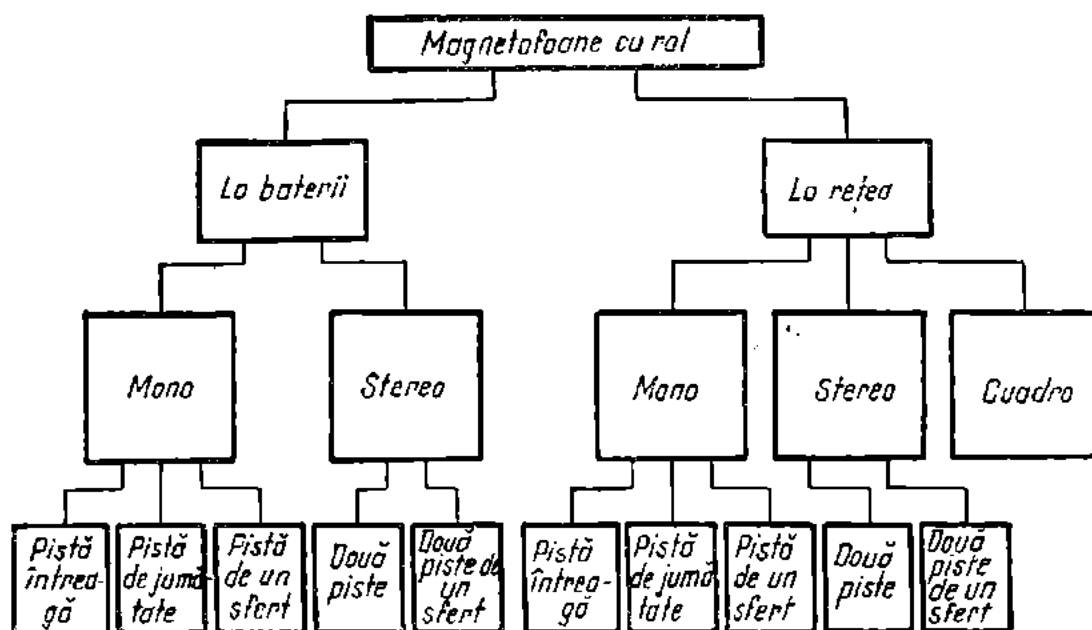 Magnetofoane cu rol
La baterii
La rețea
Mono
Stereo
Mono
Stereo
Cuadro
Pistă
întrea-
gă
Pistă
de jumă-
tate
Pistă
de un
sfert
Două
piste
Două
piste de
un
sfert
Pistă
întrea-
gă
Pistă
de jumă
tate
Pistă
de un
sfert
Două
piste
Două
piste
de un
sfert